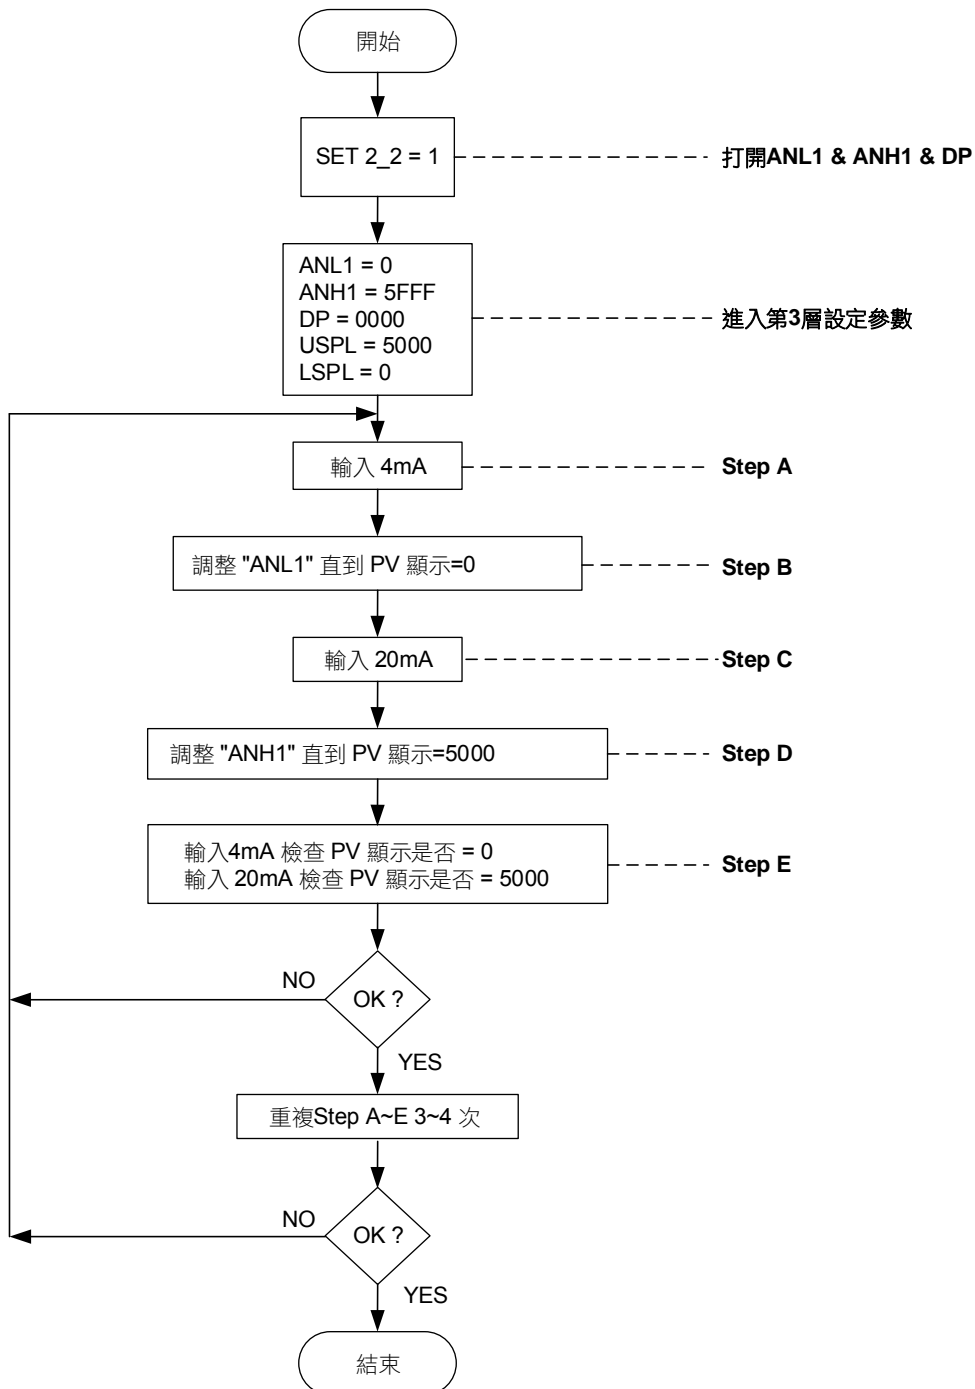 開始
SET 2_2 = 1
打開ANL1 & ANH1 & DP
ANL1 = 0
ANH1 = 5FFF
DP = 0000
USPL = 5000
LSPL = 0
進入第3層設定參數
輸入 4mA
Step A
調整 "ANL1" 直到 PV 顯示=0
Step B
輸入 20mA
Step C
調整 "ANH1" 直到 PV 顯示=5000
Step D
輸入4mA 檢查 PV 顯示是否 = 0
輸入 20mA 檢查 PV 顯示是否 = 5000
Step E
NO
OK ?
YES
重複Step A~E 3~4 次
NO
OK ?
YES
結束